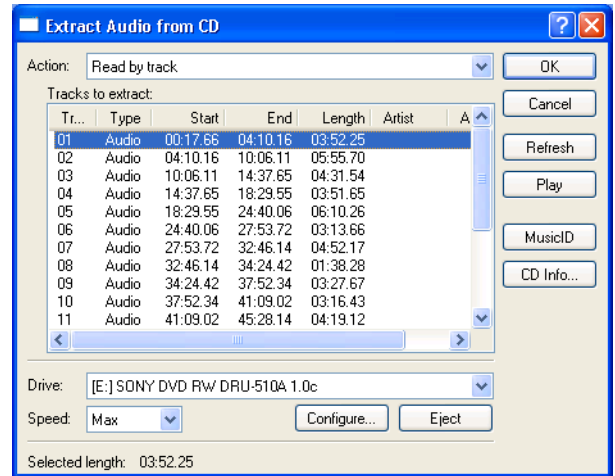 Extract Audio from CD
Action: Read by track OK
Tracks to extract: Cancel
Tr... Type Start End Length Artist A
01 Audio 00:17.66 04:10.16 03:52.25
02 Audio 04:10.16 10:06.11 05:55.70
03 Audio 10:06.11 14:37.65 04:31.54
04 Audio 14:37.65 18:29.55 03:51.65
05 Audio 18:29.55 24:40.06 06:10.26
06 Audio 24:40.06 27:53.72 03:13.66
07 Audio 27:53.72 32:46.14 04:52.17
08 Audio 32:46.14 34:24.42 01:38.28
09 Audio 34:24.42 37:52.34 03:27.67
10 Audio 37:52.34 41:09.02 03:16.43
11 Audio 41:09.02 45:28.14 04:19.12
Refresh
Play
MusicID
CD Info...
Drive: [E:] SONY DVD RW DRU-510A 1.0c
Speed: Max Configure... Eject
Selected length: 03:52.25